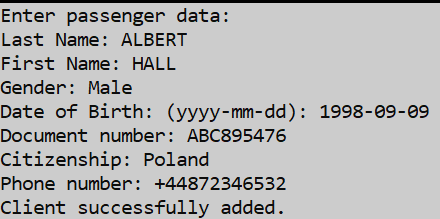 Enter passenger data:
Last Name: ALBERT
First Name: HALL
Gender: Male
Date of Birth: (yyyy-mm-dd): 1998-09-09
Document number: ABC895476
Citizenship: Poland
Phone number: +44872346532
Client successfully added.